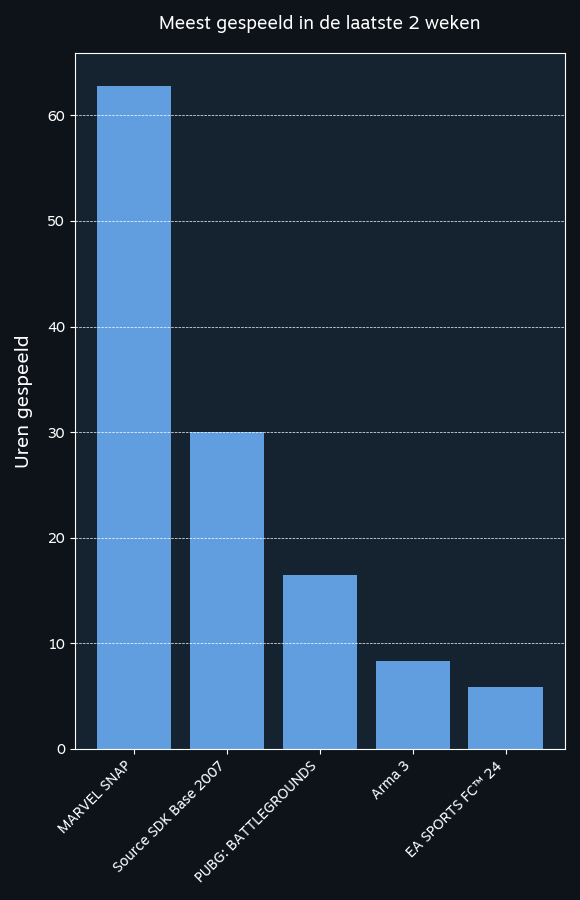 Meest gespeeld in de laatste 2 weken
Uren gespeeld
60
50
40
30
20
10
0
MARVEL SNAP
Source SDK Base 2007
PUBG: BATTLEGROUNDS
Arma 3
EA SPORTS FC™ 24